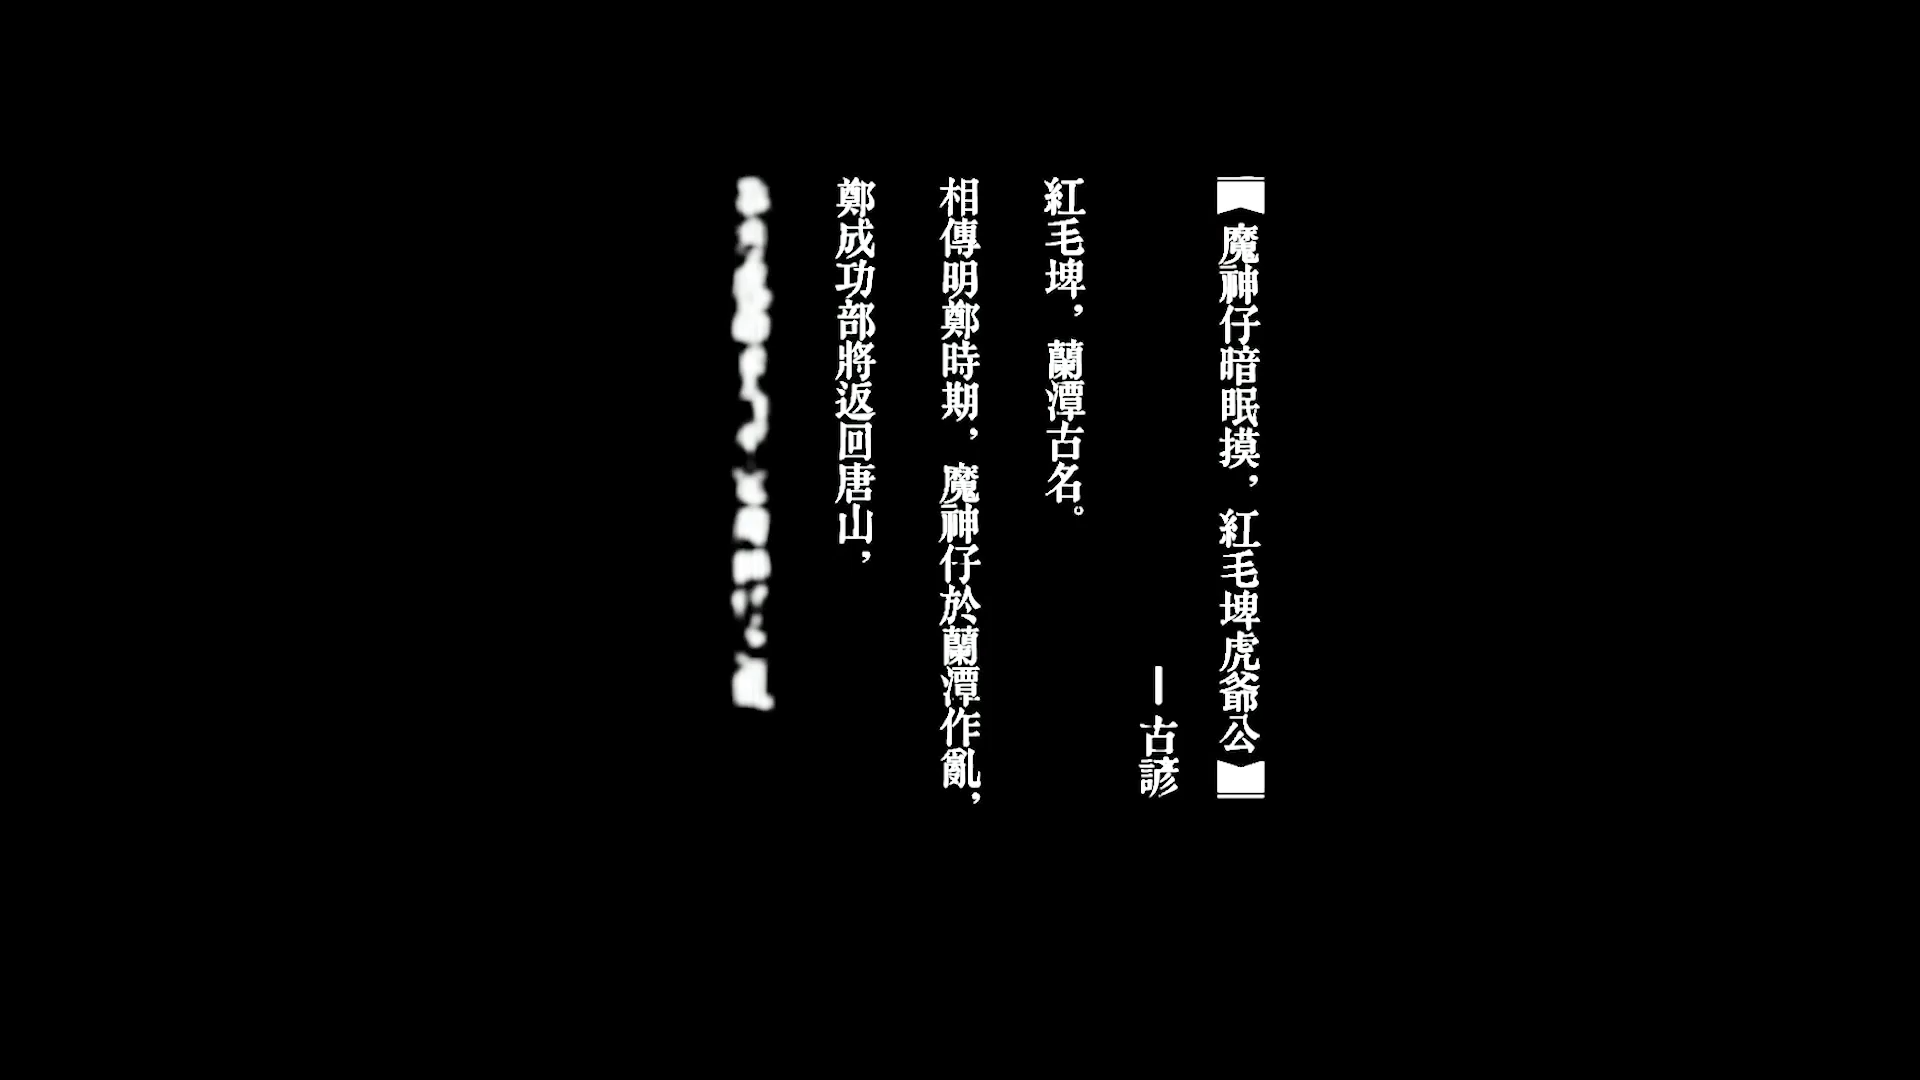 【魔神仔暗眠摸，紅毛埤虎爺公】
—古諺
紅毛埤，蘭潭古名。
相傳明鄭時期，魔神仔於蘭潭作亂，
鄭成功部將返回唐山，